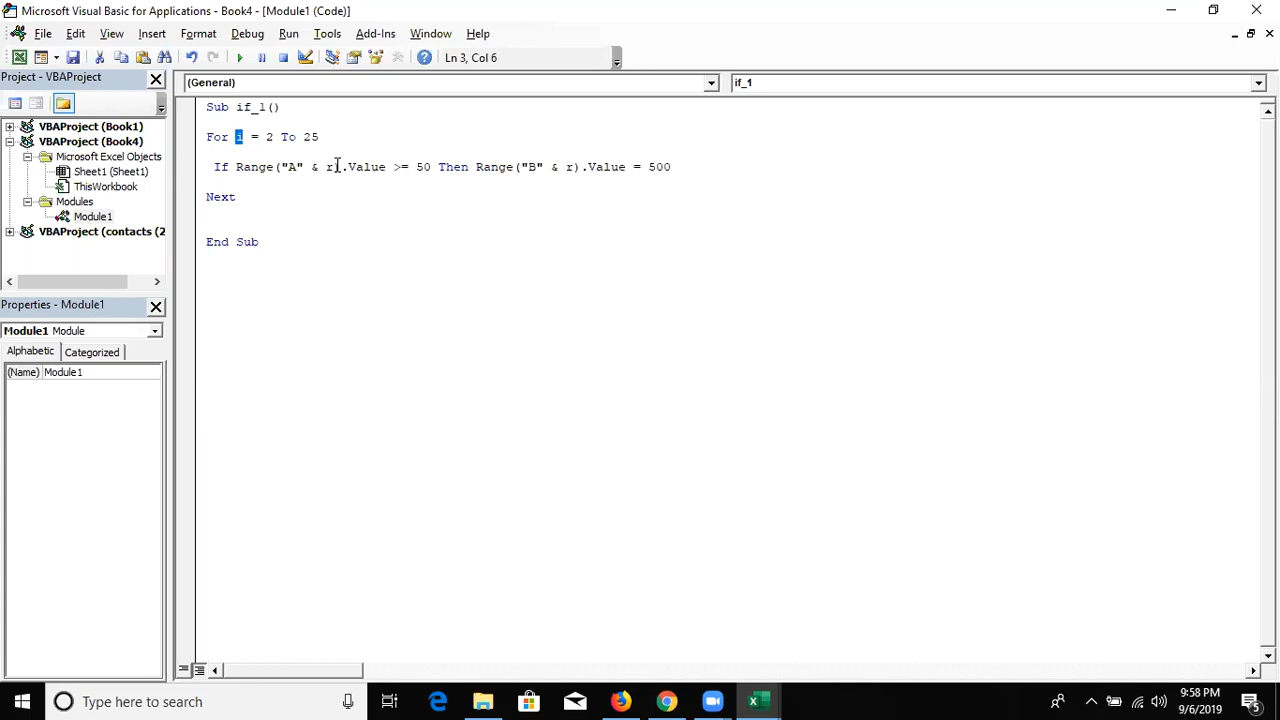 Microsoft Visual Basic for Applications - Book4 - [Module1 (Code)]
File Edit View Insert Format Debug Run Tools Add-Ins Window Help
Ln 3, Col 6
Project - VBAProject
(General)
if_1
VBAProject (Book1)
VBAProject (Book4)
Microsoft Excel Objects
Sheet1 (Sheet1)
ThisWorkbook
Modules
Module1
VBAProject (contacts (2
Sub if_1()
For i = 2 To 25
If Range("A" & r).Value >= 50 Then Range("B" & r).Value = 500
Next
End Sub
Properties - Module1
Module1 Module
Alphabetic Categorized
(Name) Module1
Type here to search
9:58 PM
9/6/2019
5